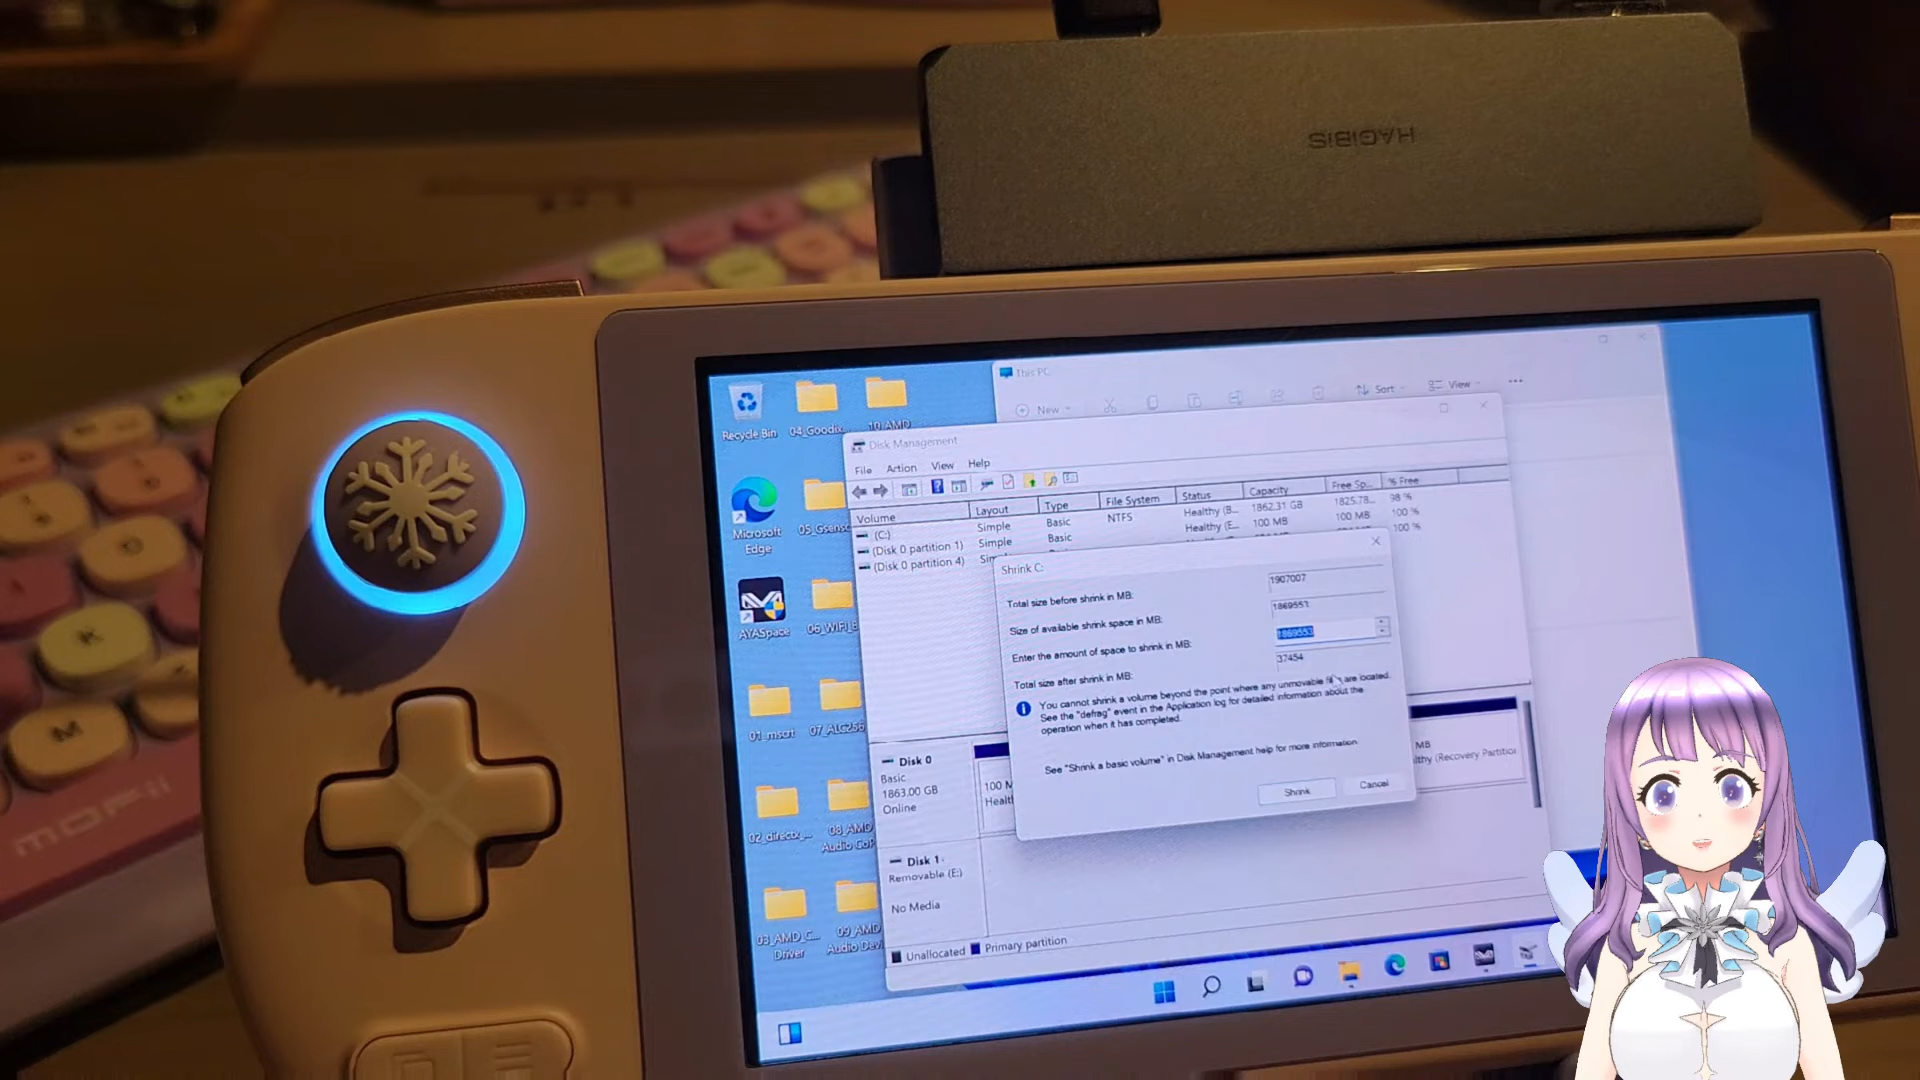 HAGIBIS
MOFII
K
M
Recycle Bin
04_Goodix
10_AMD
Microsoft
Edge
AYASpace
01_msort
02_directx_...
03_AMD_C...
Driver
07_ALC256
08_AMD
Audio CoP
09_AMD
Audio Devi
This PC
New
Sort
View
Disk Management
File Action View Help
Volume Layout Type File System Status Capacity Free Sp... % Free
(C:) Simple Basic NTFS Healthy (B... 1862.31 GB 1825.78... 98 %
(Disk 0 partition 1) Simple Basic Healthy (E... 100 MB 100 MB 100 %
(Disk 0 partition 4) 100 %
Shrink C:
Total size before shrink in MB: 1907007
Size of available shrink space in MB: 1869553
Enter the amount of space to shrink in MB: 1869553
Total size after shrink in MB: 37454
You cannot shrink a volume beyond the point where any unmovable files are located.
See the "defrag" event in the Application log for detailed information about the
operation when it has completed.
See "Shrink a basic volume" in Disk Management help for more information
Shrink Cancel
Disk 0
Basic
1863.00 GB
Online
100 M
Health
MB
lthy (Recovery Partition
Disk 1
Removable (E:)
No Media
Unallocated Primary partition